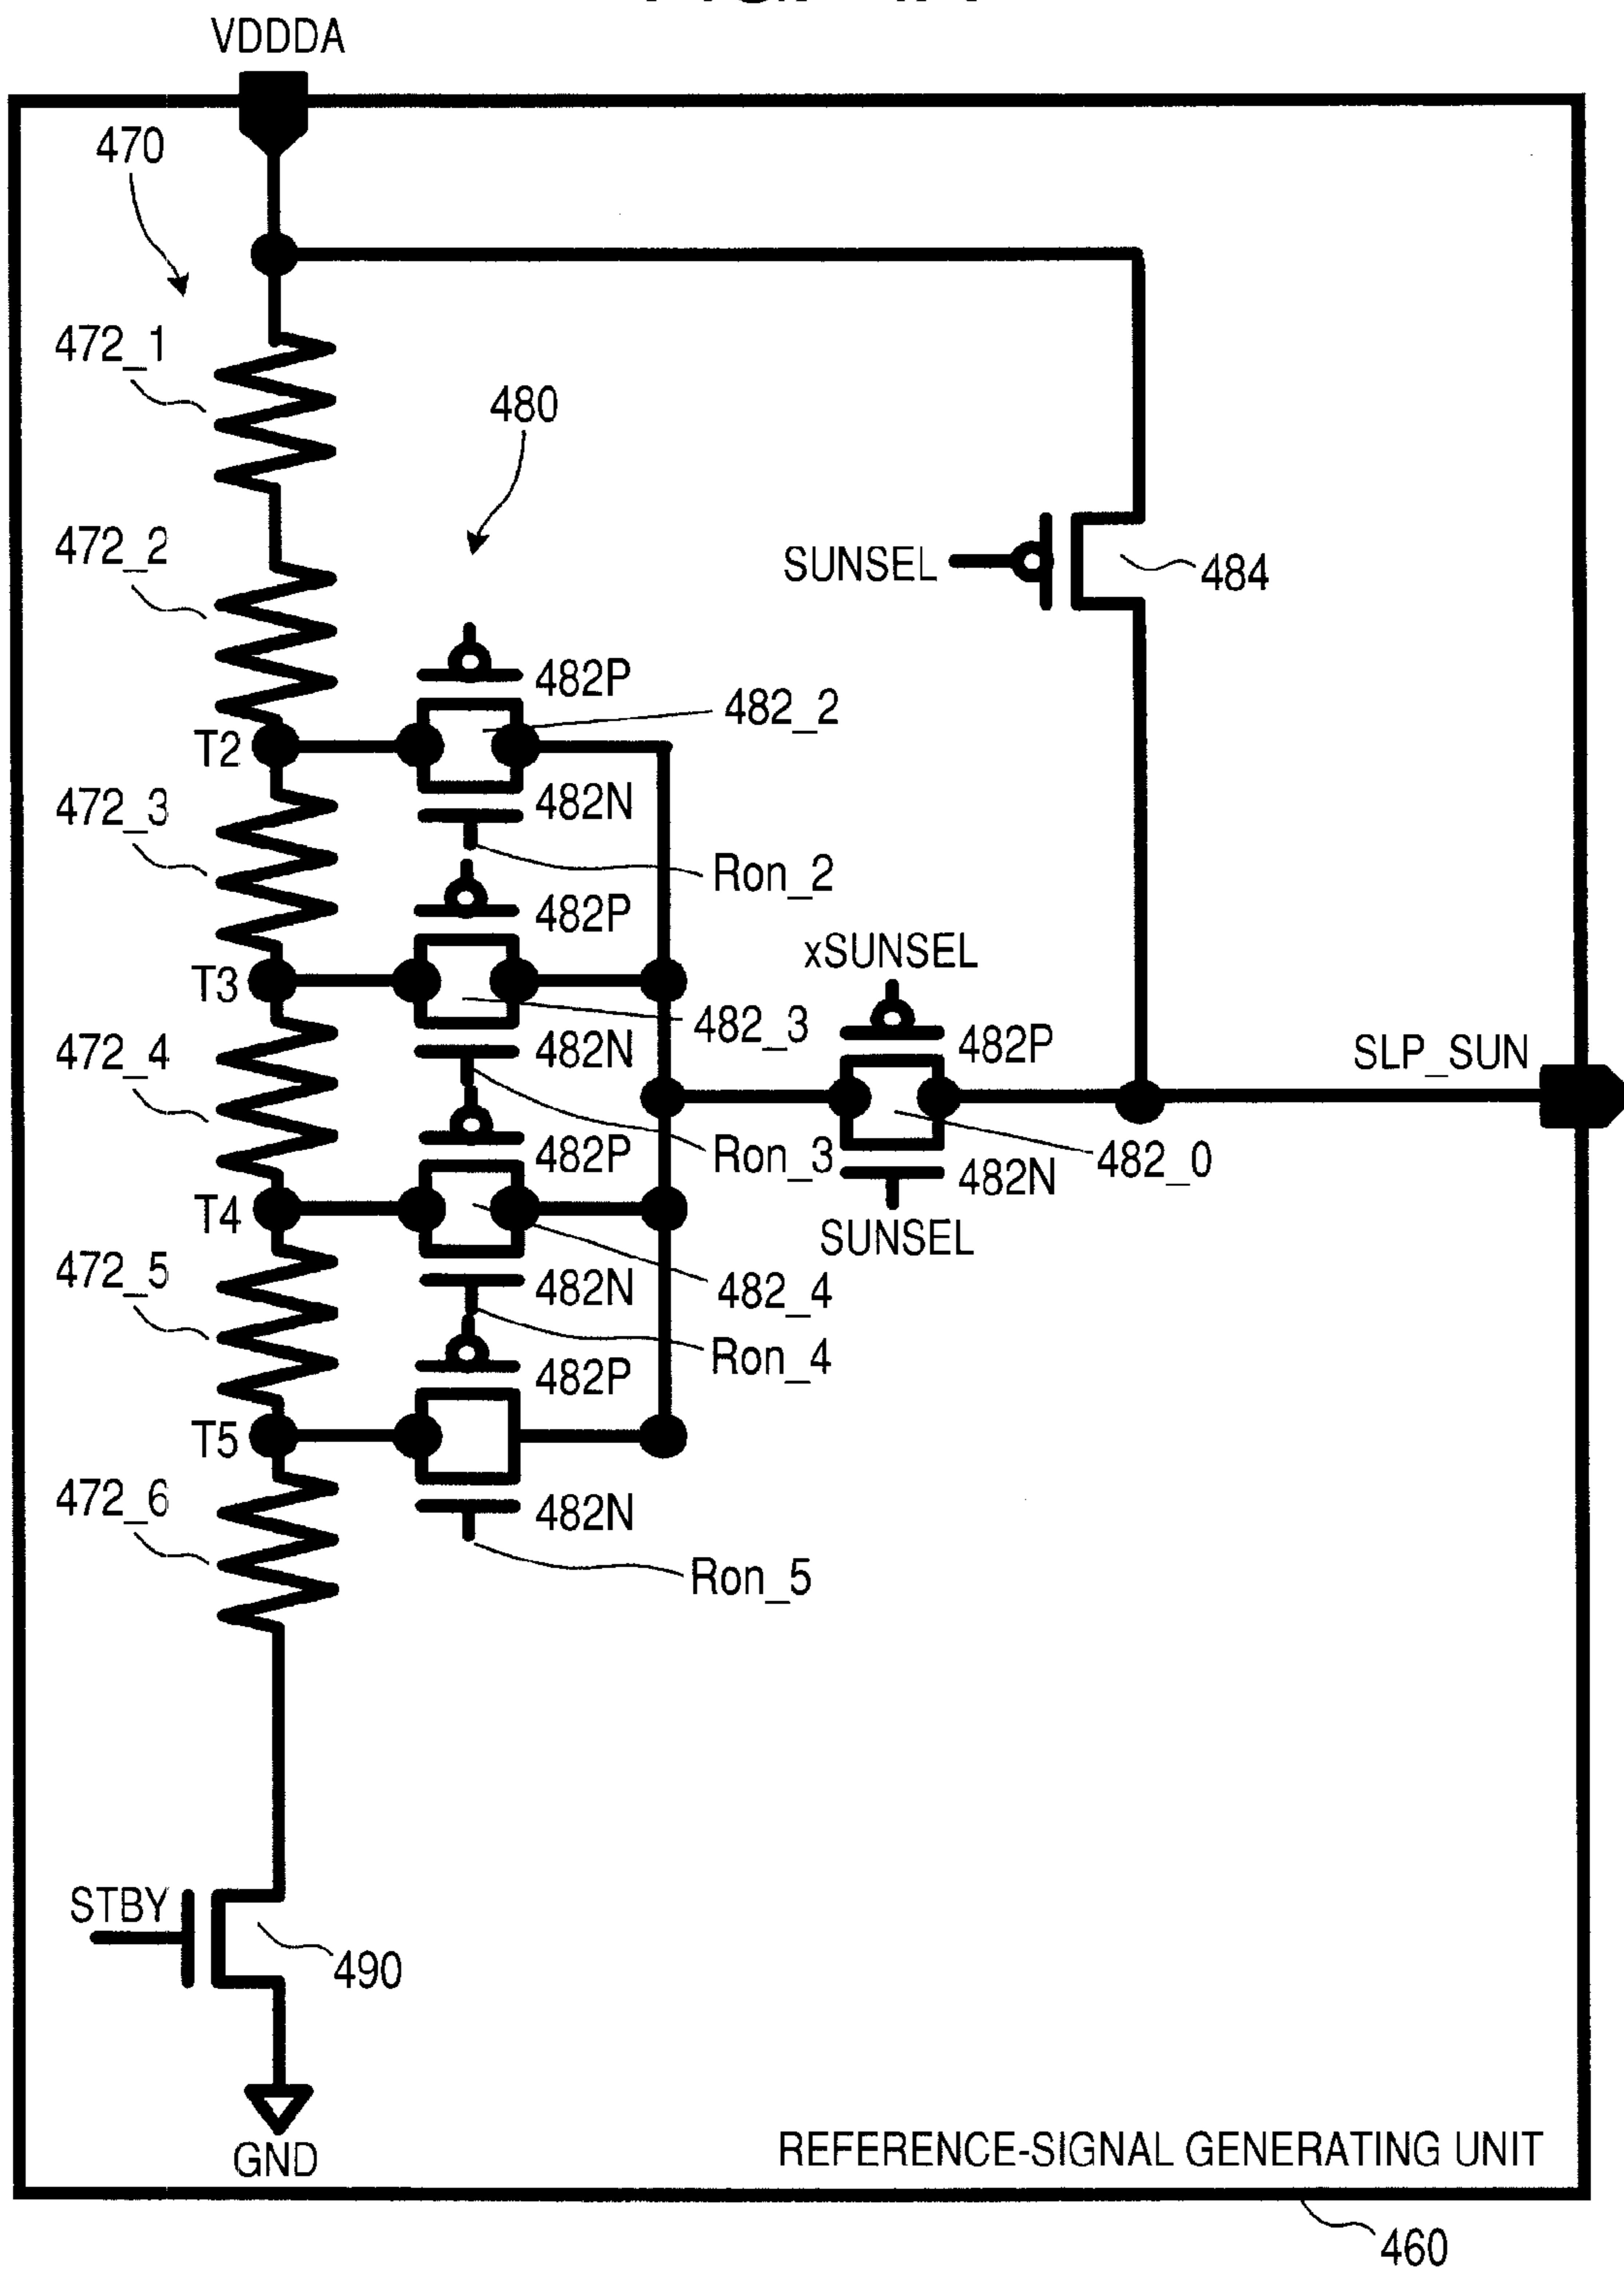 VDDDA
470
472_1
480
472_2
SUNSEL
484
482P
482_2
T2
472_3
482N
Ron_2
482P
xSUNSEL
T3
482_3
472_4
482N
482P
SLP_SUN
482P
Ron_3
482_0
482N
T4
SUNSEL
472_5
482N
482_4
Ron_4
482P
T5
472_6
482N
Ron_5
STBY
490
GND
REFERENCE-SIGNAL GENERATING UNIT
460